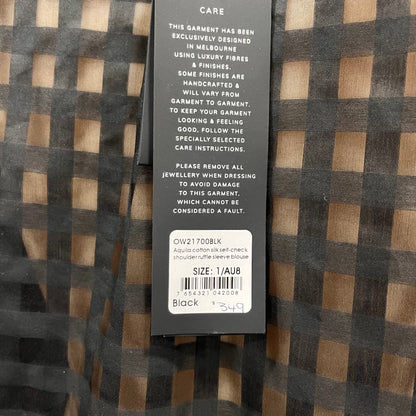 CARE
THIS GARMENT HAS BEEN
EXCLUSIVELY DESIGNED IN
MELBOURNE
USING LUXURY FIBRES
& FINISHES.
SOME FINISHES ARE
HANDCRAFTED &
WILL VARY FROM
GARMENT TO GARMENT.
TO KEEP YOUR GARMENT
LOOKING & FEELING
GOOD, FOLLOW THE
SPECIALLY SELECTED
CARE INSTRUCTIONS.
PLEASE REMOVE ALL
JEWELLERY WHEN DRESSING
TO AVOID DAMAGE
TO THIS GARMENT,
WHICH CANNOT BE
CONSIDERED A FAULT.
OW21700BLK
Aquila cotton silk self-check
shoulder ruffle sleeve blouse
SIZE: 1/AU8
7 654321 042008
Black $349